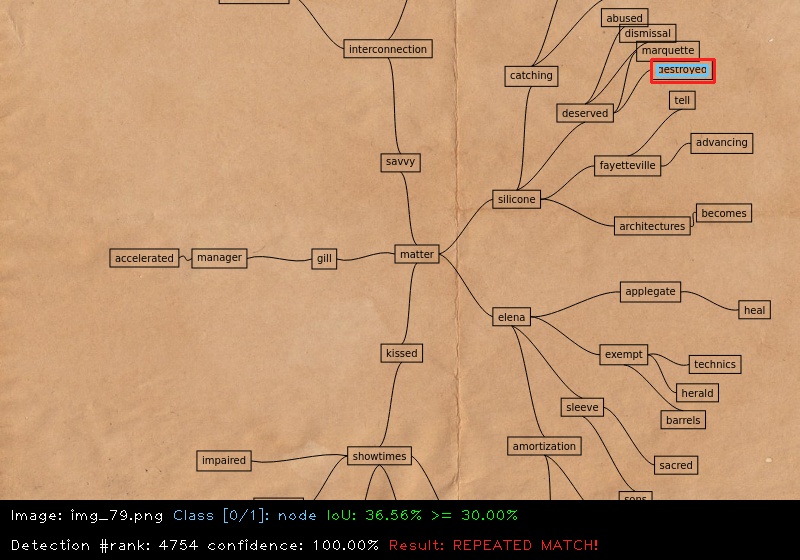 abused
dismissal
interconnection
marquette
destroyed
catching
tell
deserved
advancing
savvy
fayetteville
silicone
becomes
architectures
accelerated
manager
gill
matter
applegate
heal
elena
kissed
exempt
technics
herald
sleeve
barrels
amortization
showtimes
impaired
sacred
sons
Image: img_79.png Class [0/1]: node IoU: 36.56% >= 30.00%
Detection #rank: 4754 confidence: 100.00% Result: REPEATED MATCH!